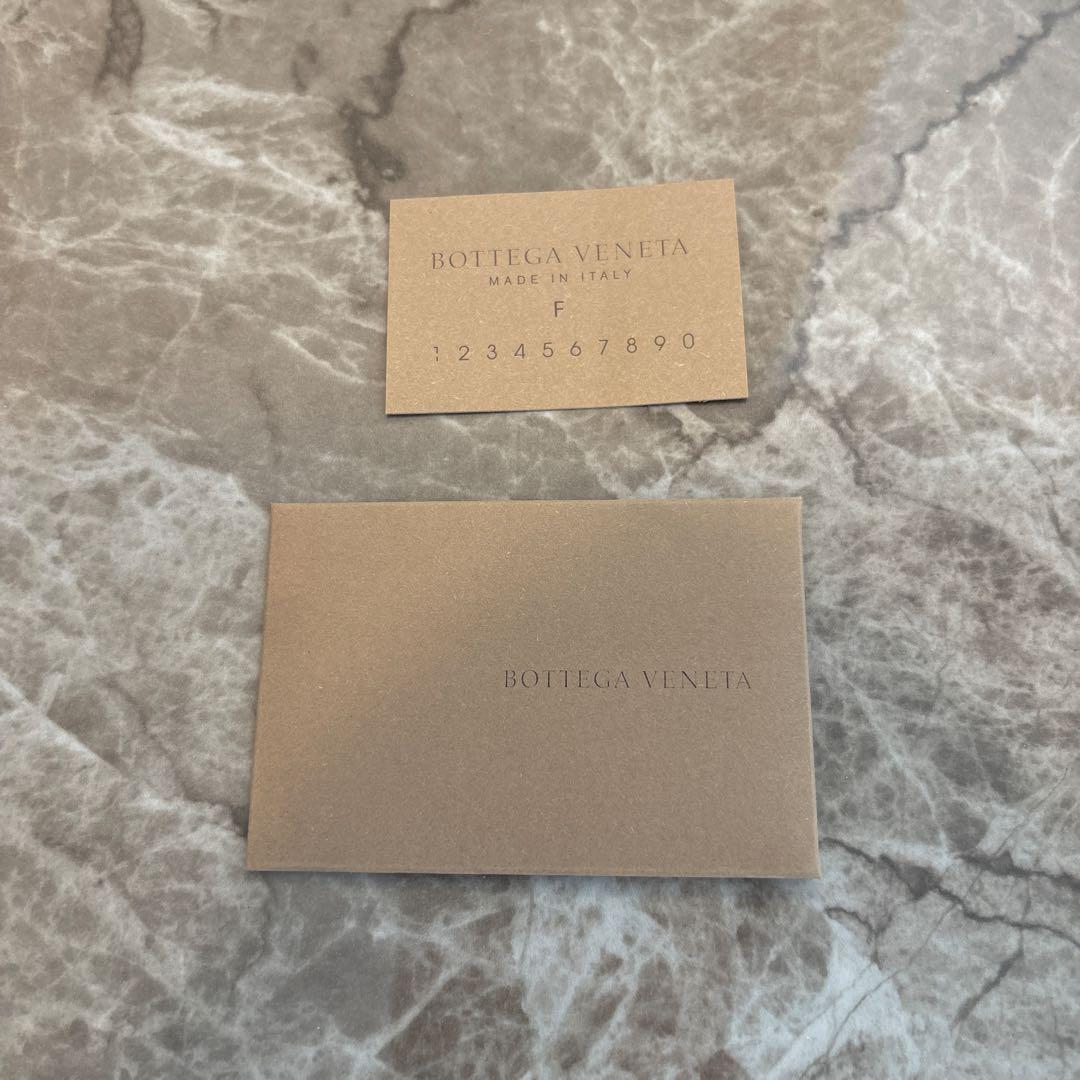 BOTTEGA VENETA
MADE IN ITALY
F
1 2 3 4 5 6 7 8 9 0
BOTTEGA VENETA